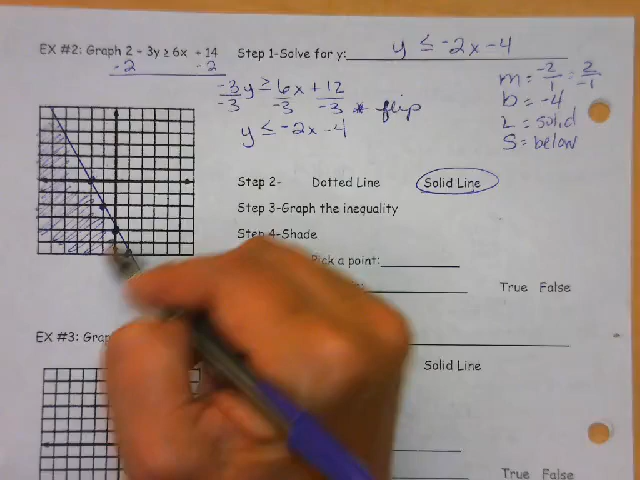 EX #2: Graph 2 - 3y ≥ 6x + 14
-2 -2
Step 1-Solve for y: y ≤ -2x - 4
-3y ≥ 6x + 12
-3 -3 -3 * flip
y ≤ -2x - 4
m = -2/1 = 2/-1
b = -4
L = solid
S = below
Step 2- Dotted Line Solid Line
Step 3-Graph the inequality
Step 4-Shade
Pick a point:
True False
EX #3: Gra
Solid Line
True False